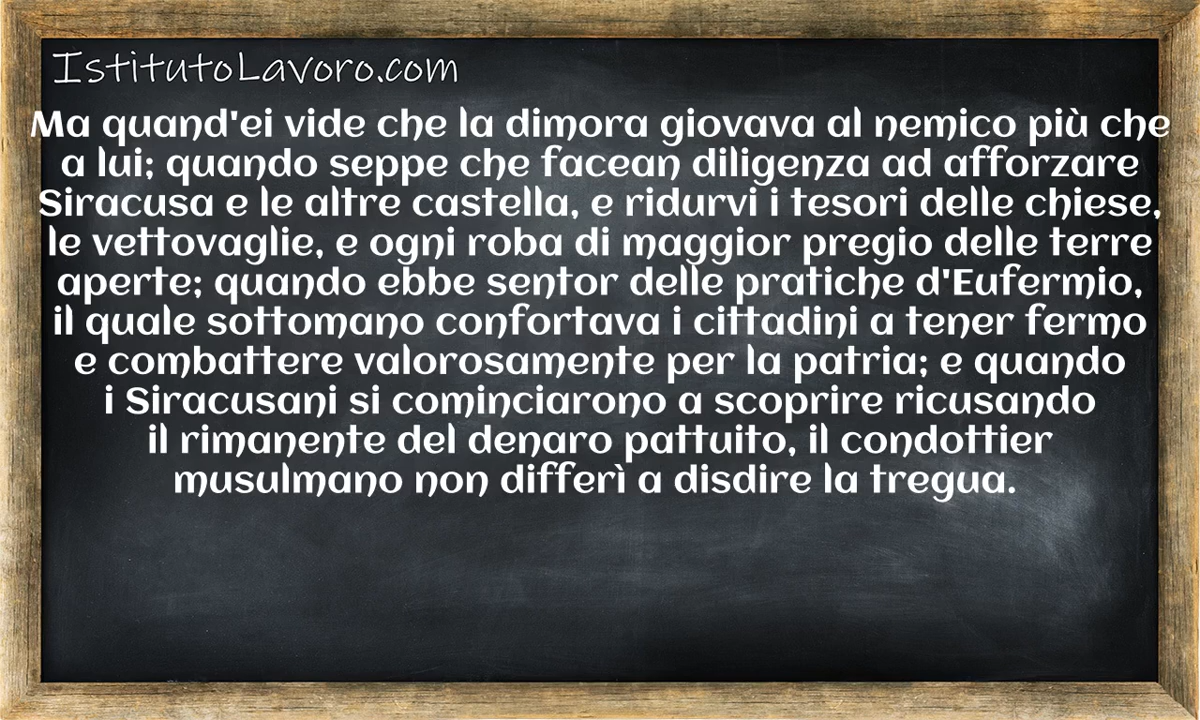 IstitutoLavoro.com
Ma quand'ei vide che la dimora giovava al nemico più che
a lui; quando seppe che facean diligenza ad afforzare
Siracusa e le altre castella, e ridurvi i tesori delle chiese,
le vettovaglie, e ogni roba di maggior pregio delle terre
aperte; quando ebbe sentor delle pratiche d'Eufermio,
il quale sottomano confortava i cittadini a tener fermo
e combattere valorosamente per la patria; e quando
i Siracusani si cominciarono a scoprire ricusando
il rimanente del denaro pattuito, il condottier
musulmano non differì a disdire la tregua.